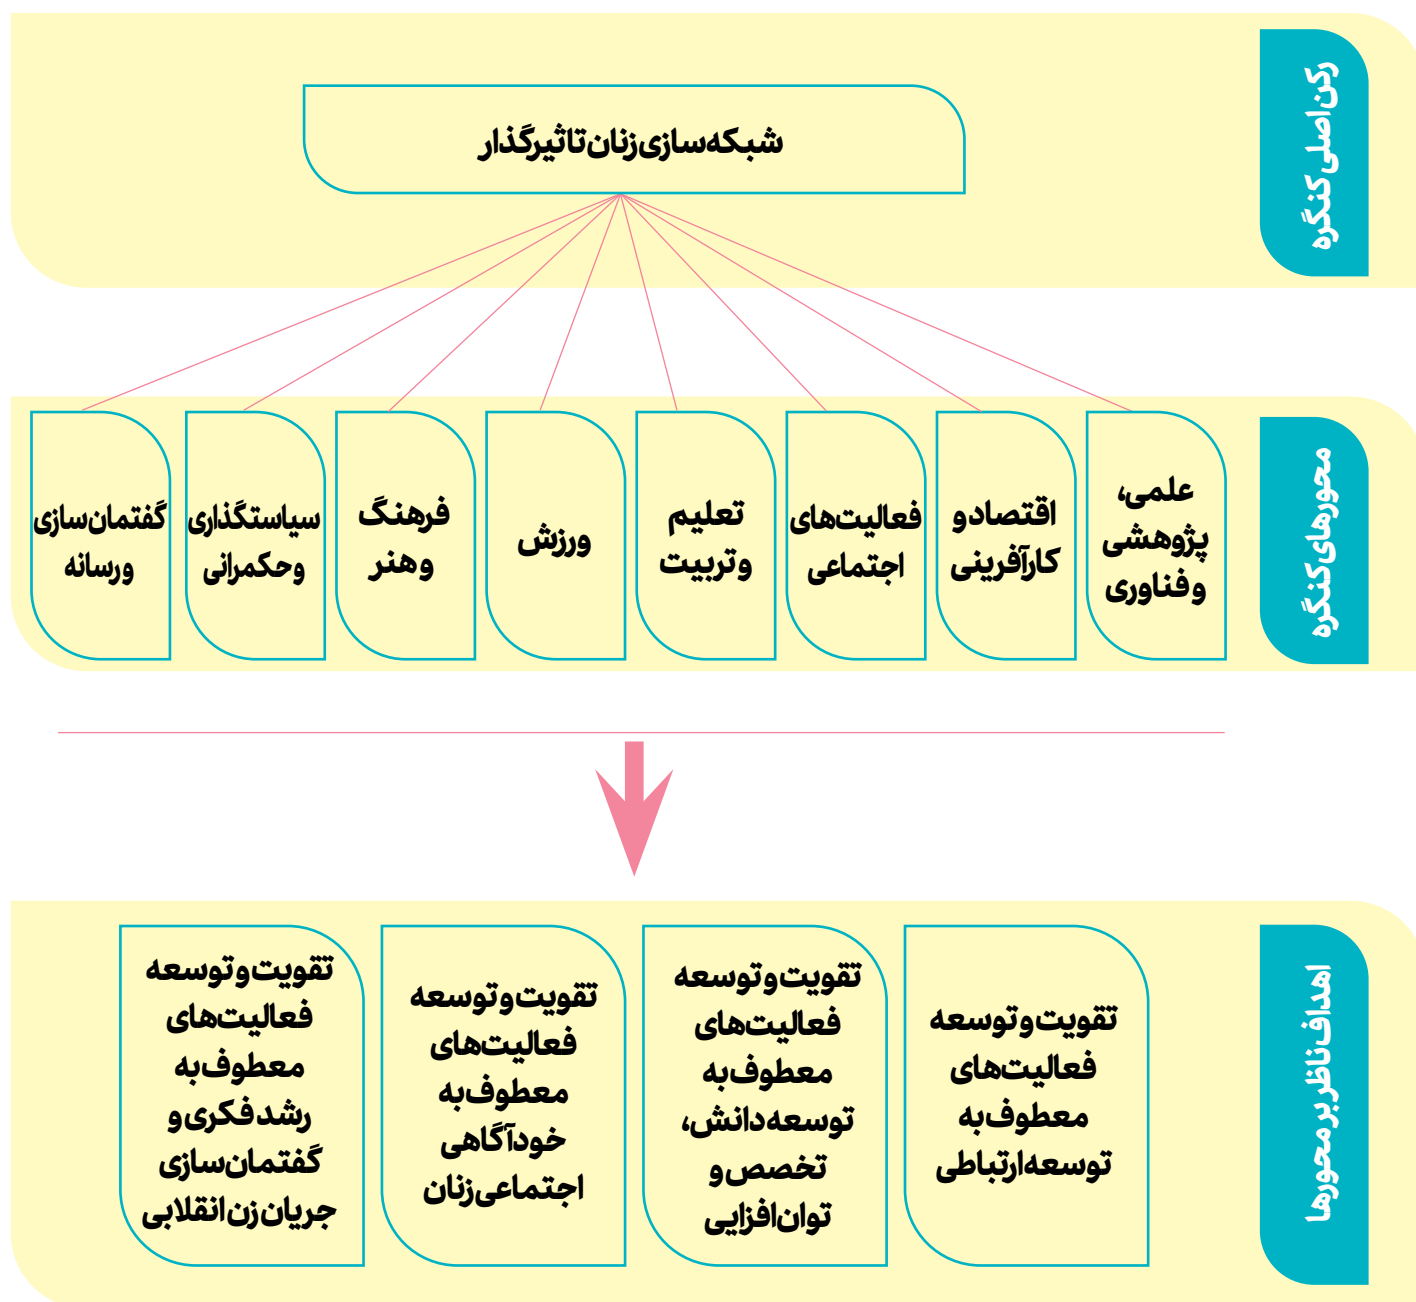 رکن اصلی کنگره
شبکه‌سازی زنان تاثیرگذار
محورهای کنگره
علمی،
پژوهشی
و فناوری
اقتصاد و
کارآفرینی
فعالیت‌های
اجتماعی
تعلیم
و تربیت
ورزش
فرهنگ
و هنر
سیاستگذاری
و حکمرانی
گفتمان‌سازی
و رسانه
اهداف ناظر بر محورها
تقویت و توسعه
فعالیت‌های
معطوف به
توسعه ارتباطی
تقویت و توسعه
فعالیت‌های
معطوف به
توسعه دانش،
تخصص و
توان‌افزایی
تقویت و توسعه
فعالیت‌های
معطوف به
خودآگاهی
اجتماعی زنان
تقویت و توسعه
فعالیت‌های
معطوف به
رشد فکری و
گفتمان‌سازی
جریان زن انقلابی